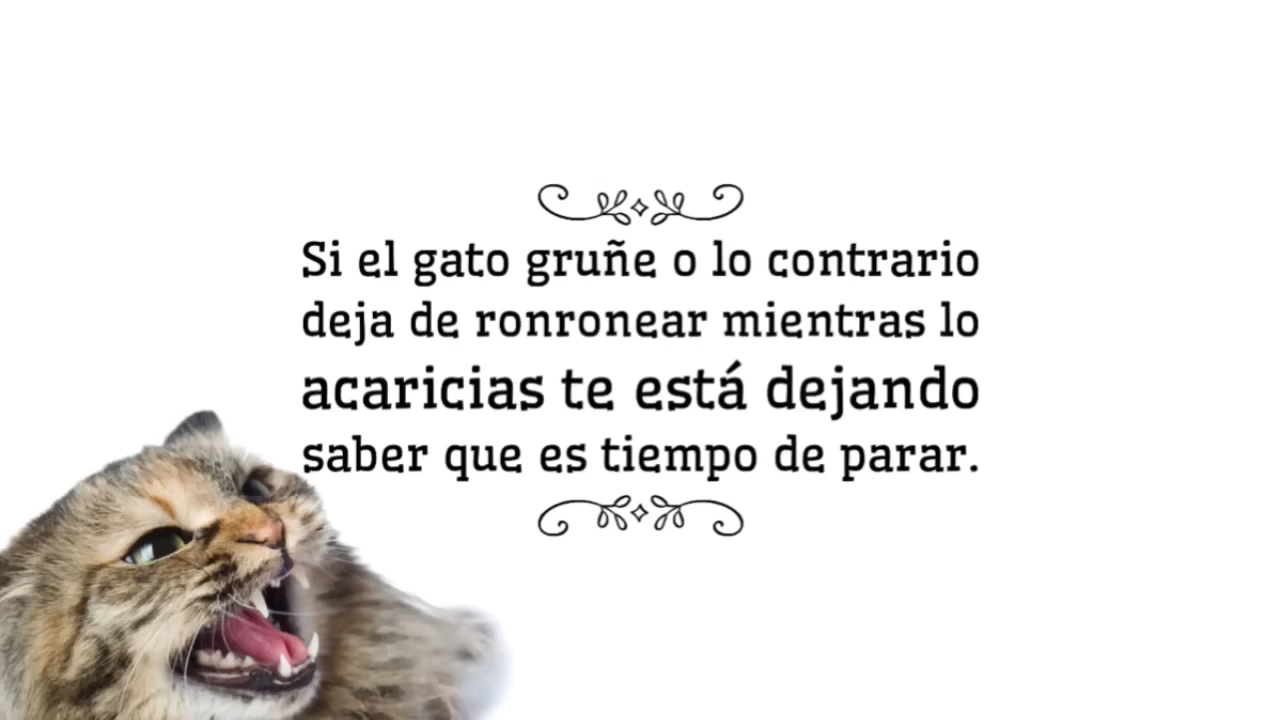 Si el gato gruñe o lo contrario
deja de ronronear mientras lo
acaricias te está dejando
saber que es tiempo de parar.